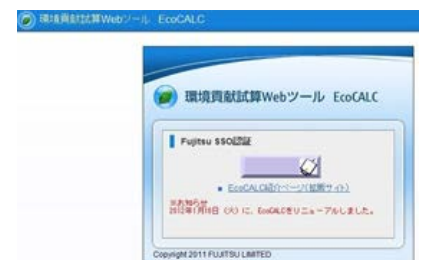 環境貢献試算Webツール EcoCALC
環境貢献試算Webツール EcoCALC
Fujitsu SSO認証
EcoCALC紹介ページ(拡販サイト)
※お知らせ
2012年1月16日 (火) に、EcoCALCをリニューアルしました。
Copyright 2011 FUJITSU LIMITED